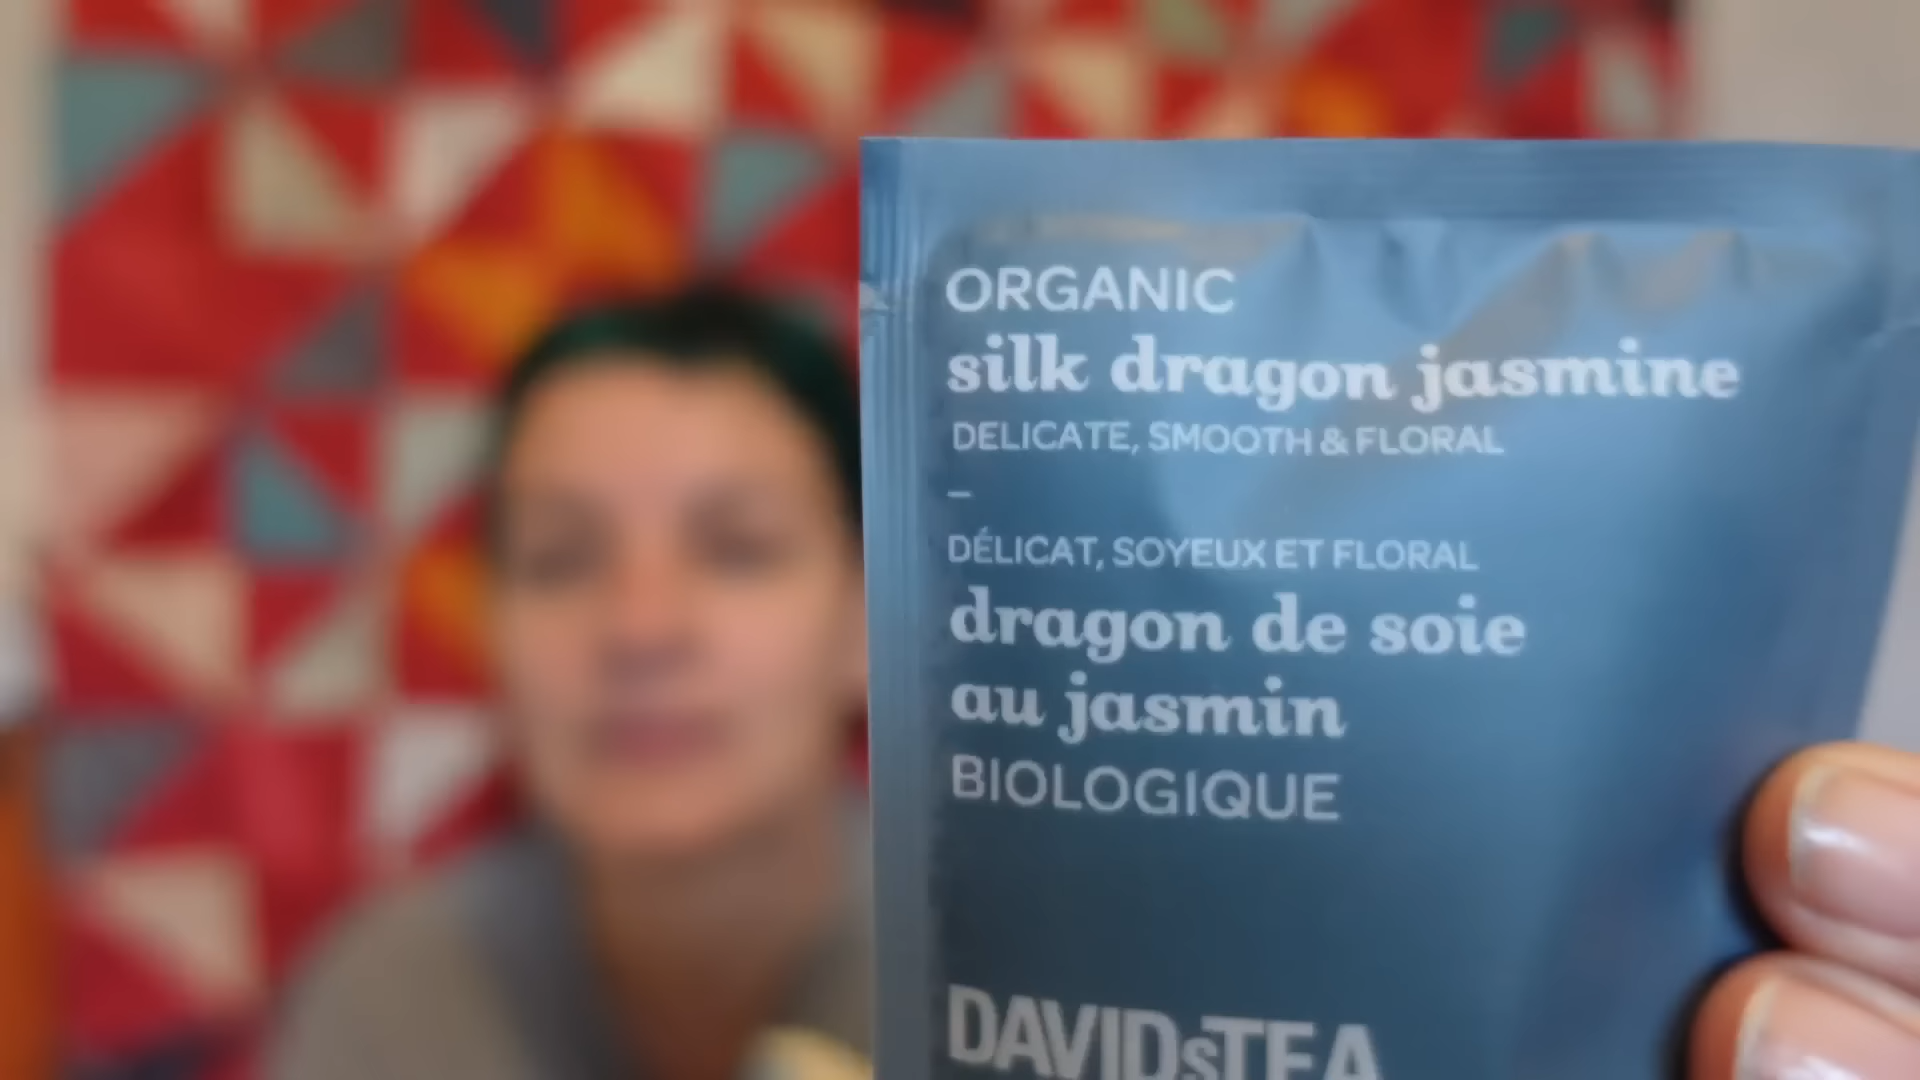 ORGANIC
silk dragon jasmine
DELICATE, SMOOTH & FLORAL
–
DÉLICAT, SOYEUX ET FLORAL
dragon de soie
au jasmin
BIOLOGIQUE
DAVIDsTEA